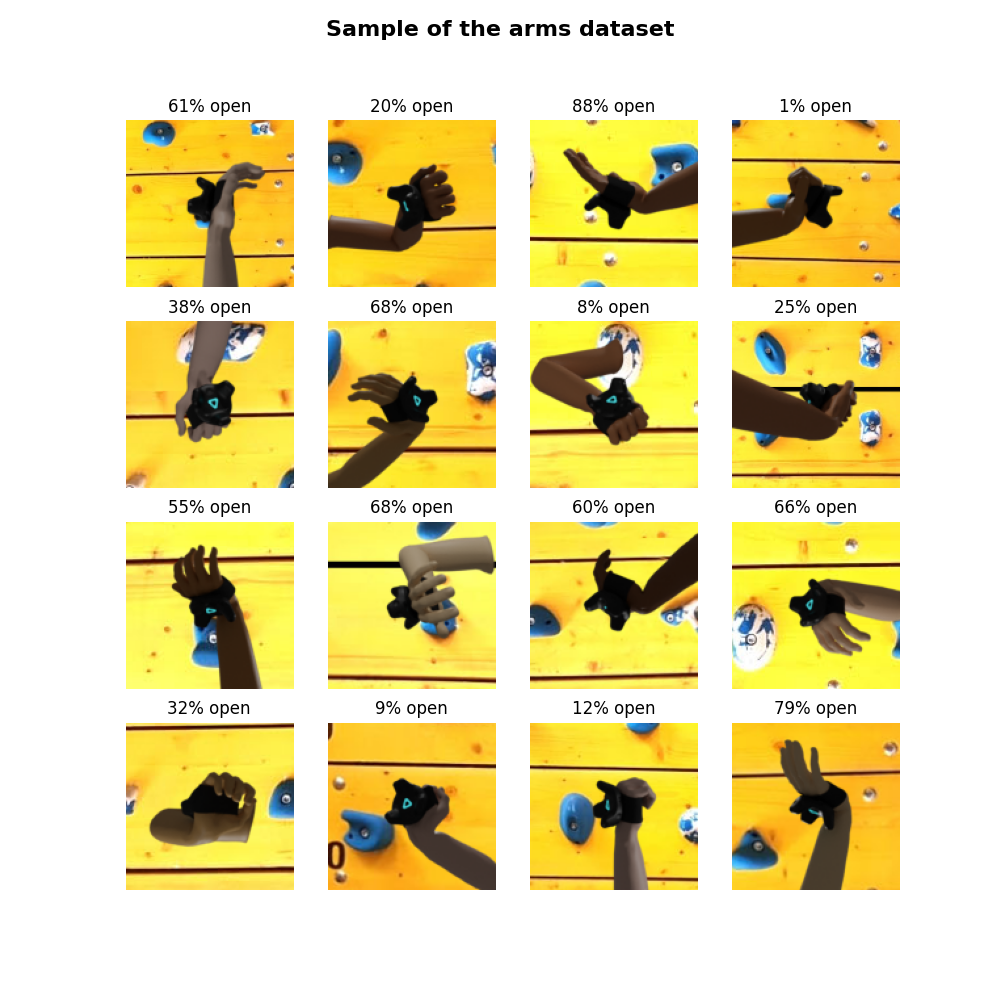 Sample of the arms dataset
61% open 20% open 88% open 1% open
38% open 68% open 8% open 25% open
55% open 68% open 60% open 66% open
32% open 9% open 12% open 79% open